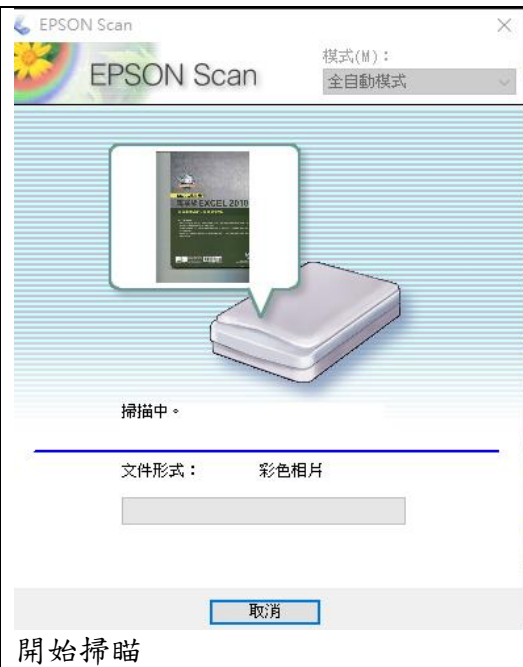 EPSON Scan
EPSON Scan
模式(M)：
全自動模式
EXCEL 2010
掃描中。
文件形式： 彩色相片
取消
開始掃瞄